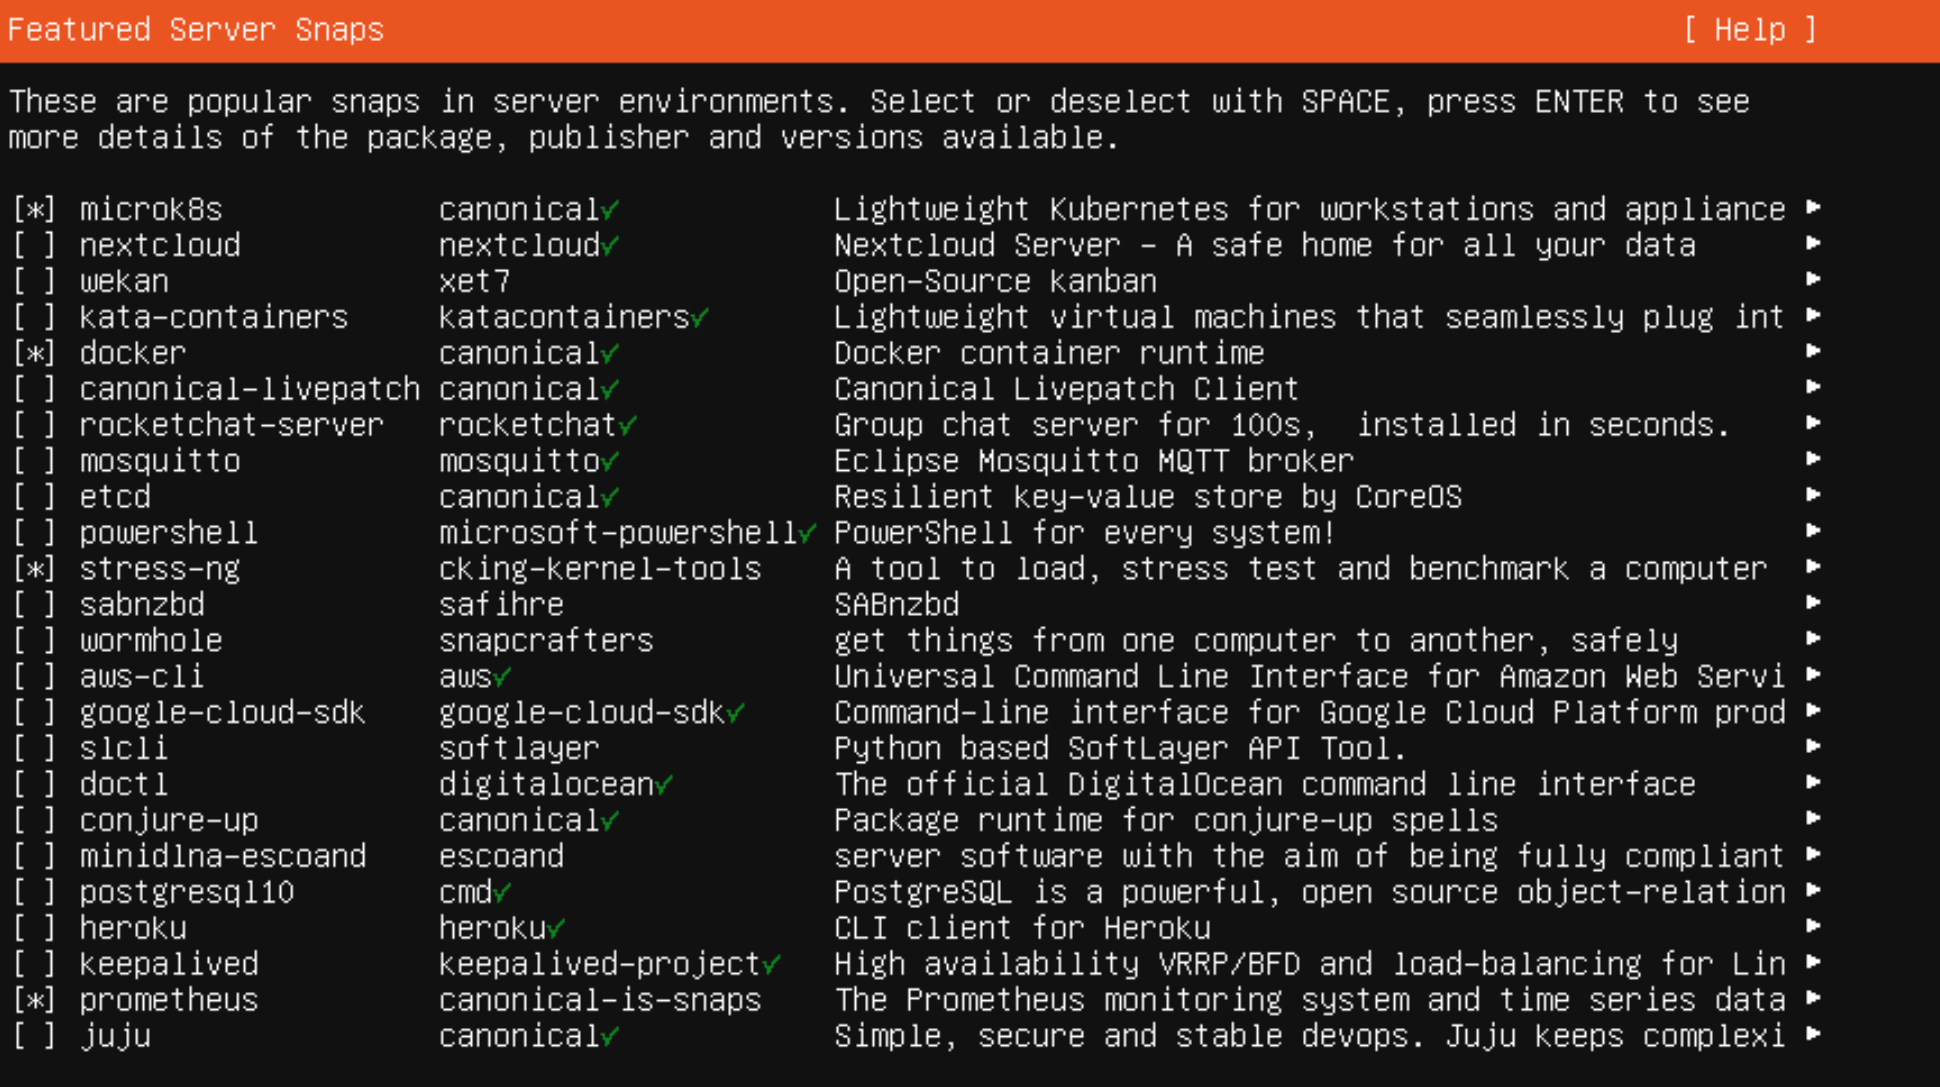 Featured Server Snaps [ Help ]
These are popular snaps in server environments. Select or deselect with SPACE, press ENTER to see
more details of the package, publisher and versions available.
[*] microk8s canonical✓ Lightweight Kubernetes for workstations and appliance ▸
[ ] nextcloud nextcloud✓ Nextcloud Server - A safe home for all your data ▸
[ ] wekan xet7 Open-Source kanban ▸
[ ] kata-containers katacontainers✓ Lightweight virtual machines that seamlessly plug int ▸
[*] docker canonical✓ Docker container runtime ▸
[ ] canonical-livepatch canonical✓ Canonical Livepatch Client ▸
[ ] rocketchat-server rocketchat✓ Group chat server for 100s,  installed in seconds. ▸
[ ] mosquitto mosquitto✓ Eclipse Mosquitto MQTT broker ▸
[ ] etcd canonical✓ Resilient key-value store by CoreOS ▸
[ ] powershell microsoft-powershell✓ PowerShell for every system! ▸
[*] stress-ng cking-kernel-tools A tool to load, stress test and benchmark a computer ▸
[ ] sabnzbd safihre SABnzbd ▸
[ ] wormhole snapcrafters get things from one computer to another, safely ▸
[ ] aws-cli aws✓ Universal Command Line Interface for Amazon Web Servi ▸
[ ] google-cloud-sdk google-cloud-sdk✓ Command-line interface for Google Cloud Platform prod ▸
[ ] slcli softlayer Python based SoftLayer API Tool. ▸
[ ] doctl digitalocean✓ The official DigitalOcean command line interface ▸
[ ] conjure-up canonical✓ Package runtime for conjure-up spells ▸
[ ] minidlna-escoand escoand server software with the aim of being fully compliant ▸
[ ] postgresql10 cmd✓ PostgreSQL is a powerful, open source object-relation ▸
[ ] heroku heroku✓ CLI client for Heroku ▸
[ ] keepalived keepalived-project✓ High availability VRRP/BFD and load-balancing for Lin ▸
[*] prometheus canonical-is-snaps The Prometheus monitoring system and time series data ▸
[ ] juju canonical✓ Simple, secure and stable devops. Juju keeps complexi ▸